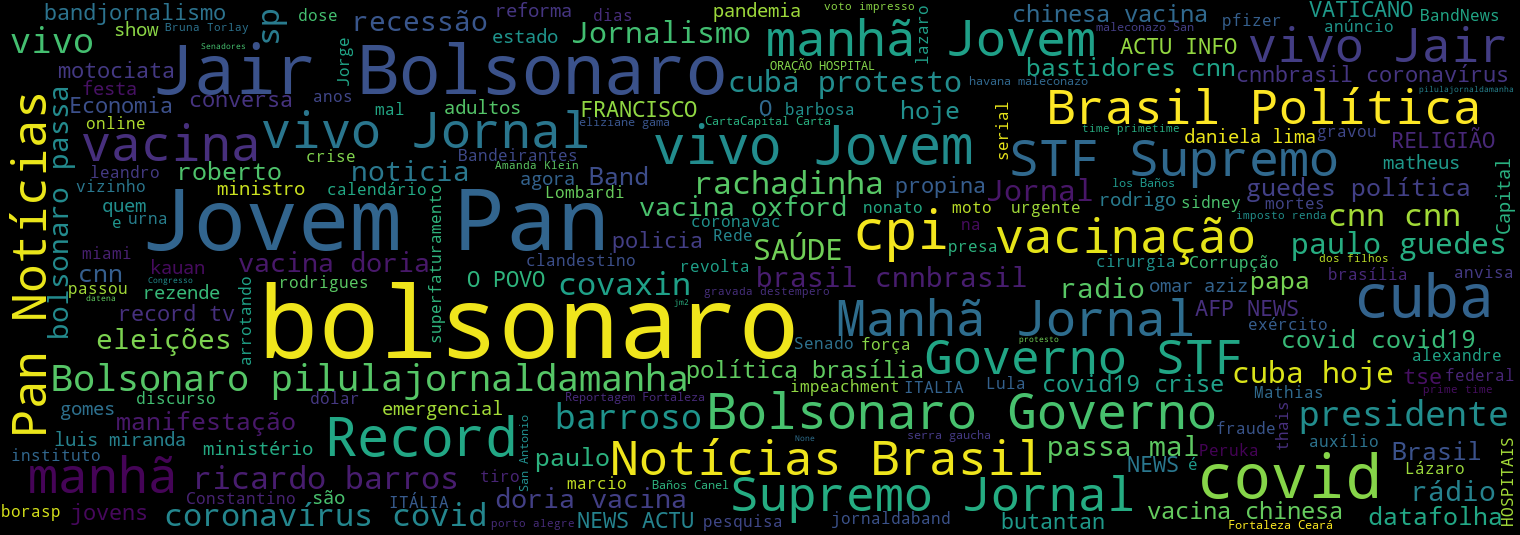 bandjornalismo
Bruna Torlay
sp
dose
reforma
dias
pandemia
voto impresso
chinesa vacina
pfizer
VATICANO
BandNews
vivo
show
Senadores
Jair Bolsonaro
Jorge
recessão
estado
Jornalismo
manhã Jovem
lazaro
maleconazo San
ACTU INFO
anúncio
vivo Jair
motociata
festa
ORAÇÃO HOSPITAL
bastidores cnn
cnnbrasil coronavírus
Pan Notícias
bolsonaro passa
Economia
conversa
anos
mal
adultos
FRANCISCO
cuba protesto
O
barbosa
hoje
havana maleconazo
pilulajornaldamanha
online
vacina
vivo Jornal
eliziane gama
CartaCapital Carta
serial
Brasil Política
time primetime
daniela lima
gravou
RELIGIÃO
crise
noticia
Bandeirantes
vivo Jovem
STF Supremo
matheus
leandro
roberto
Amanda Klein
agora
Band
vizinho
ministro
calendário
Lombardi
rachadinha
propina
Jornal
los Baños
guedes política
Capital
quem
Jovem Pan
superfaturamento
vacina oxford
nonato
moto
urgente
rodrigo
sidney
mortes
imposto renda
cnn cnn
e
urna
coronavac
Rede
cpi
na
vacinação
miami
policia
SAÚDE
presa
paulo guedes
cnn
kauan
vacina doria
clandestino
revolta
cirurgia
Corrupção
dos filhos
passou
Congresso
rodrigues
O POVO
covaxin
brasil cnnbrasil
radio
omar aziz
papa
brasília
anvisa
datena
rezende
bolsonaro
gravada destempero
jm2
record tv
arrotando
Manhã Jornal
AFP NEWS
cuba
exército
eleições
Senado
força
protesto
covid covid19
Bolsonaro pilulajornaldamanha
política brasília
Governo STF
alexandre
impeachment
ITALIA
Lula
covid19 crise
cuba hoje
tse
federal
discurso
dólar
Reportagem Fortaleza
Mathias
prime time
gomes
manifestação
emergencial
barroso
Bolsonaro Governo
presidente
luis miranda
ministério
Record
San Antonio
None
serra gaucha
thais
fraude
auxílio
instituto
passa mal
Peruka
Brasil
manhã
ricardo barros
tiro
paulo
Notícias Brasil
NEWS
é
covid
Lázaro
HOSPITAIS
Constantino
são
ITÁLIA
marcio
Baños Canel
doria vacina
Supremo Jornal
rádio
borasp
jovens
coronavírus covid
porto alegre
NEWS ACTU
pesquisa
jornaldaband
butantan
vacina chinesa
Fortaleza Ceará
datafolha